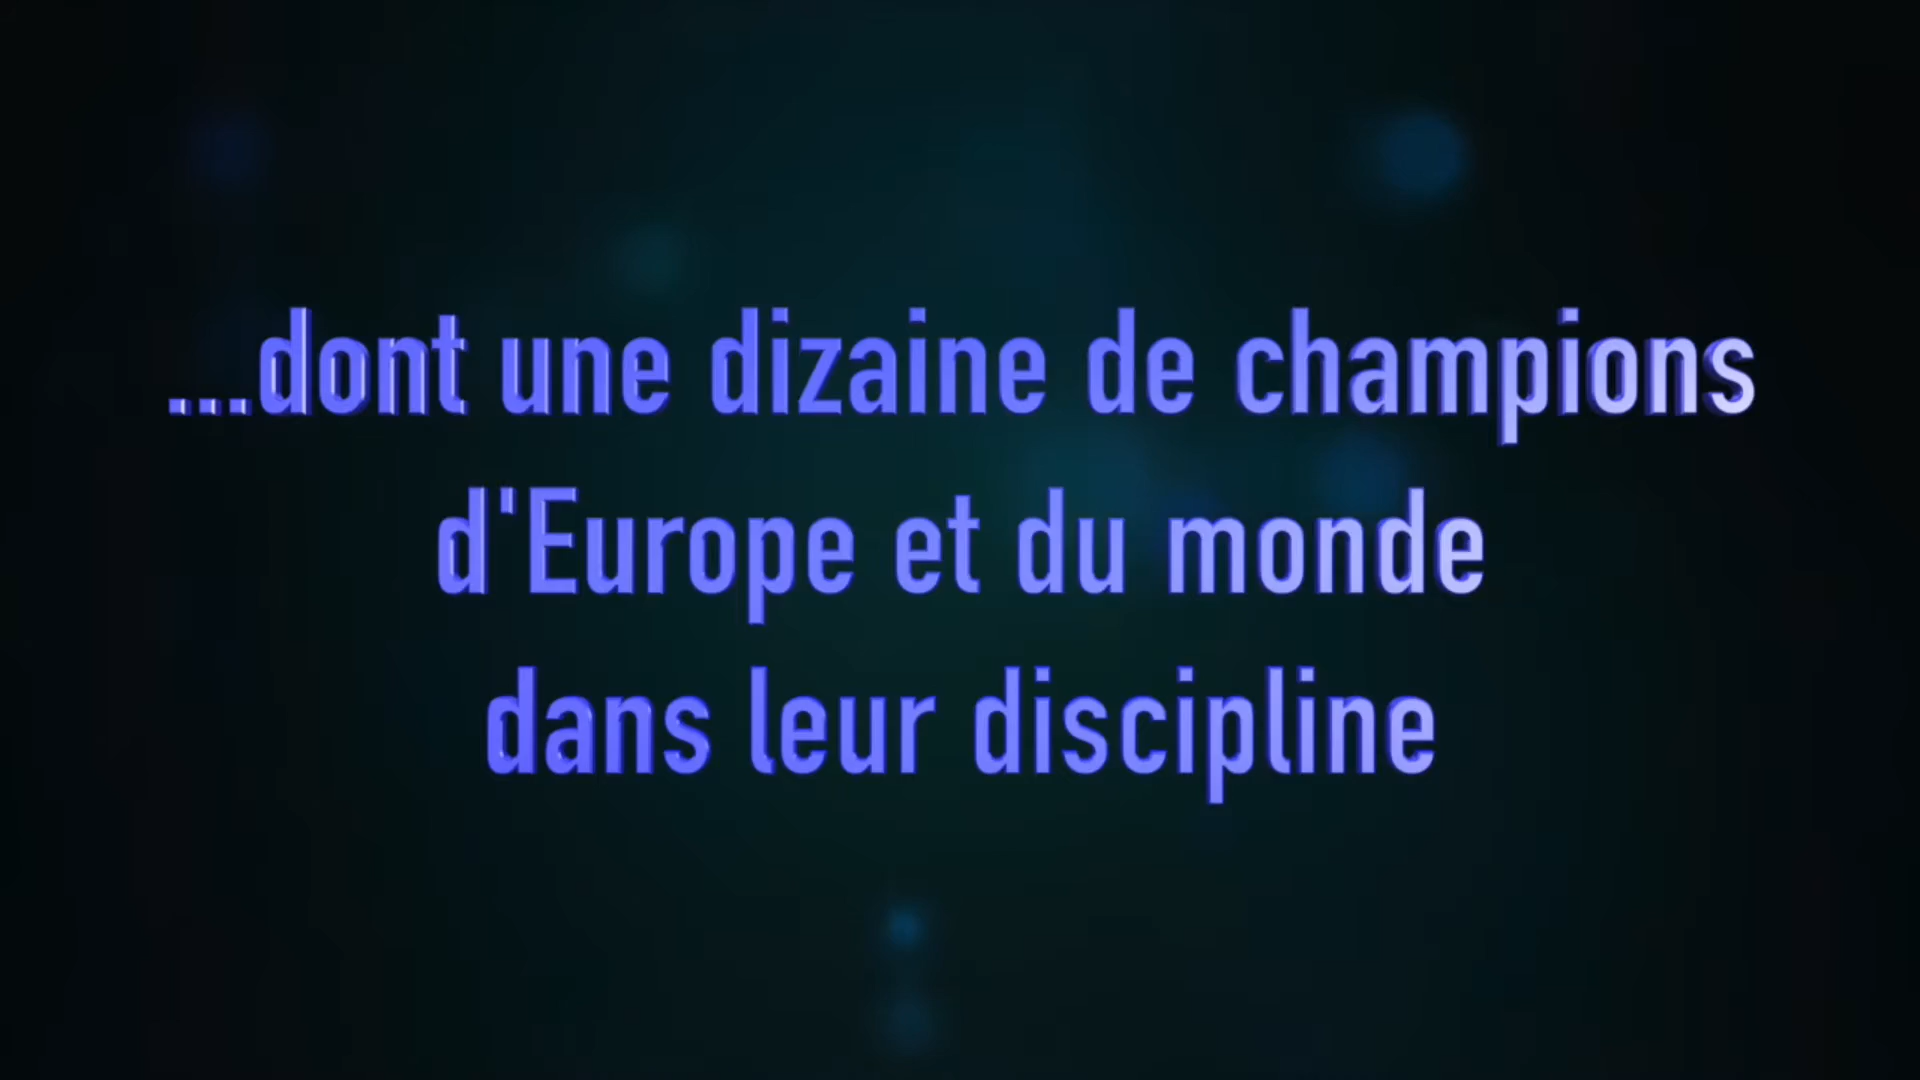 ...dont une dizaine de champions
d'Europe et du monde
dans leur discipline